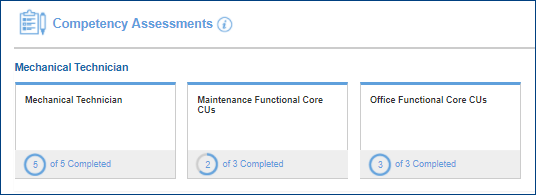 Competency Assessments
Mechanical Technician
Mechanical Technician
Maintenance Functional Core
CUs
Office Functional Core CUs
5 of 5 Completed
2 of 3 Completed
3 of 3 Completed